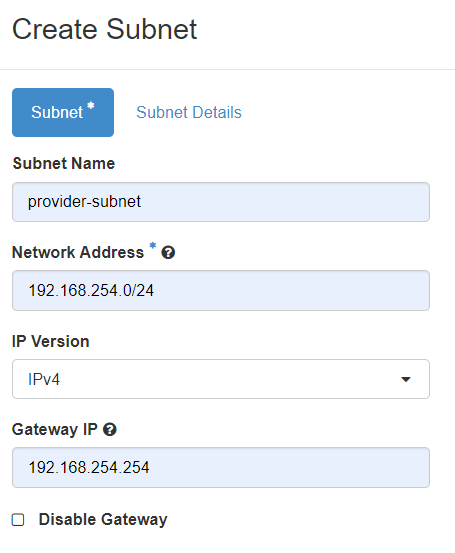 Create Subnet
Subnet * Subnet Details
Subnet Name
provider-subnet
Network Address * ?
192.168.254.0/24
IP Version
IPv4
Gateway IP ?
192.168.254.254
Disable Gateway